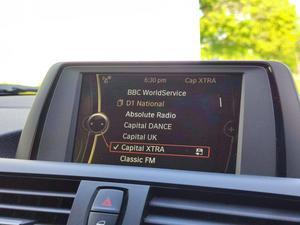 6:30 pm Cap XTRA
BBC WorldService
D1 National
Absolute Radio
Capital DANCE
Capital UK
Capital XTRA
Classic FM